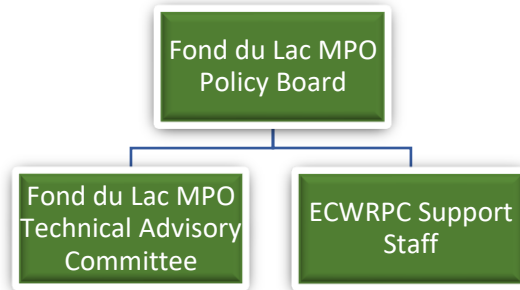 Fond du Lac MPO
Policy Board
Fond du Lac MPO
Technical Advisory
Committee
ECWRPC Support
Staff